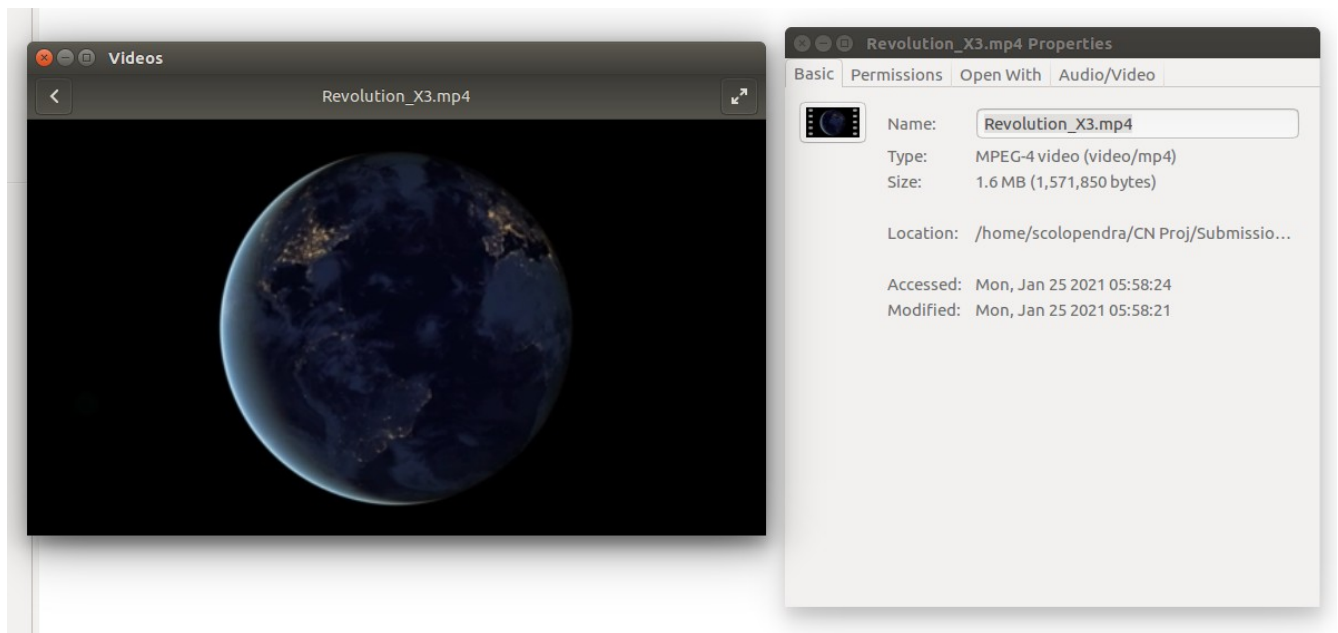 Videos
Revolution_X3.mp4
Revolution_X3.mp4 Properties
Basic Permissions Open With Audio/Video
Name: Revolution_X3.mp4
Type: MPEG-4 video (video/mp4)
Size: 1.6 MB (1,571,850 bytes)
Location: /home/scolopendra/CN Proj/Submissio...
Accessed: Mon, Jan 25 2021 05:58:24
Modified: Mon, Jan 25 2021 05:58:21